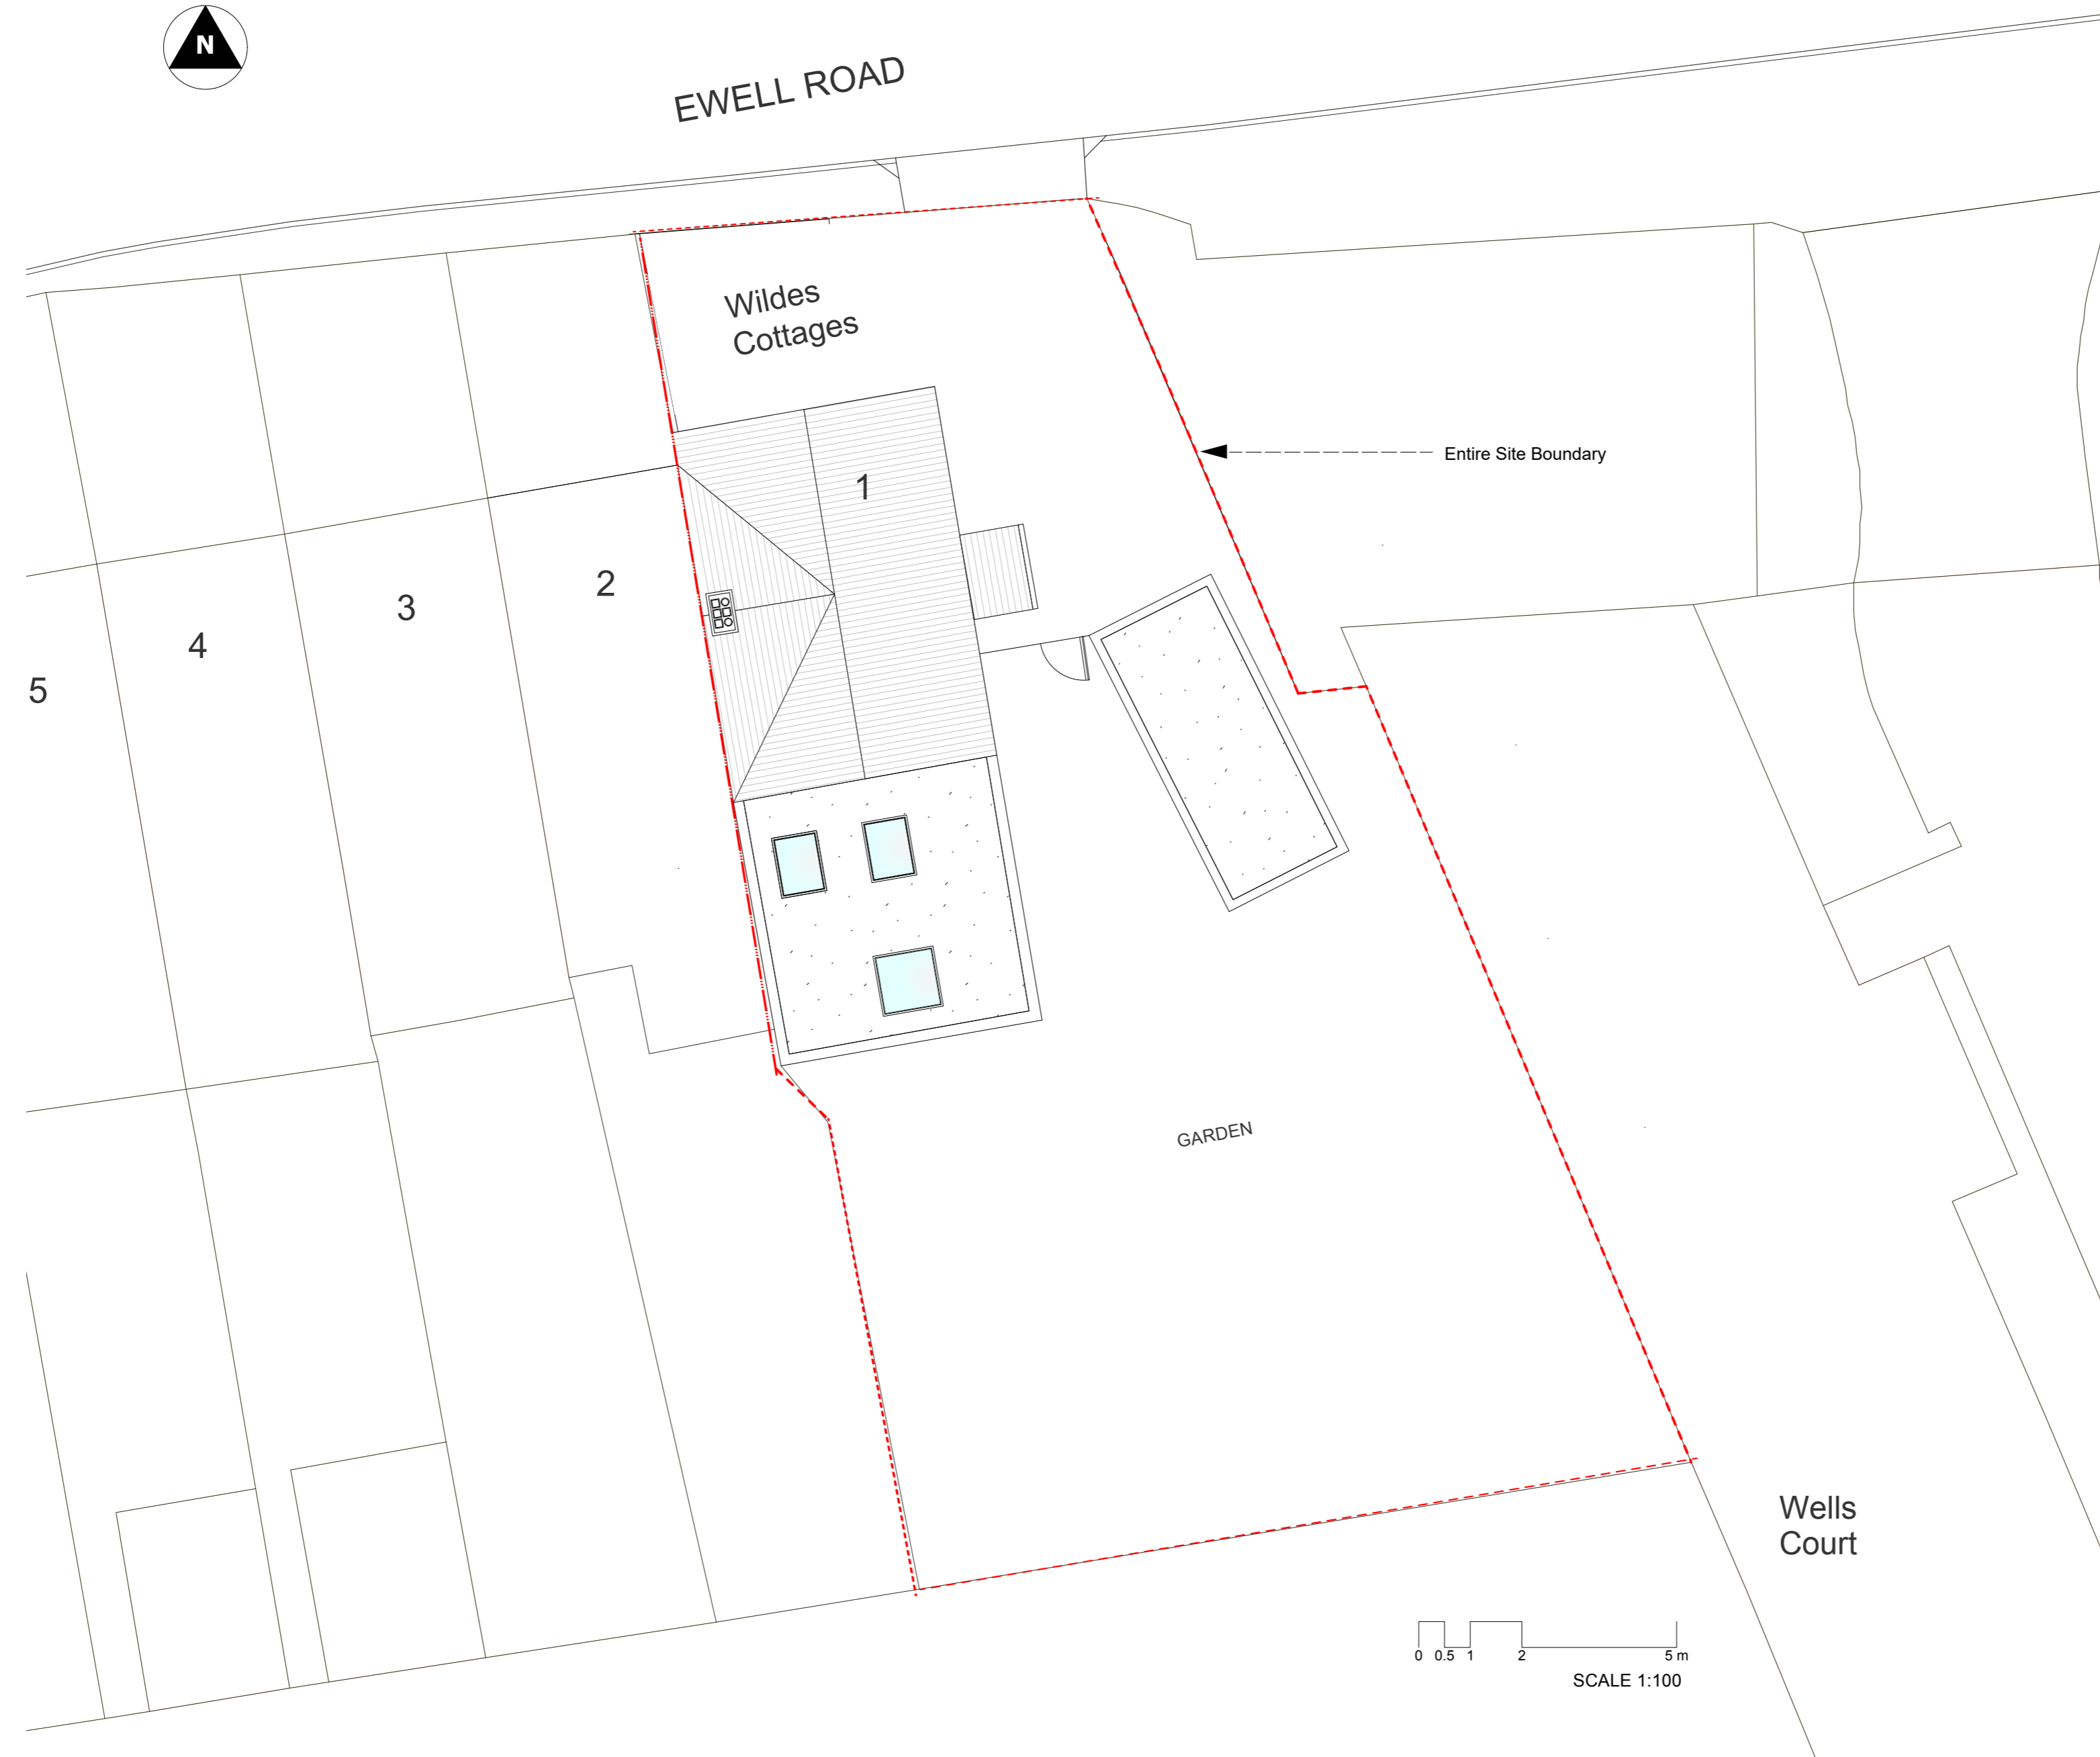 N
EWELL ROAD
Wildes
Cottages
Entire Site Boundary
1
2
3
4
5
GARDEN
Wells
Court
0 0.5 1 2 5 m
SCALE 1:100